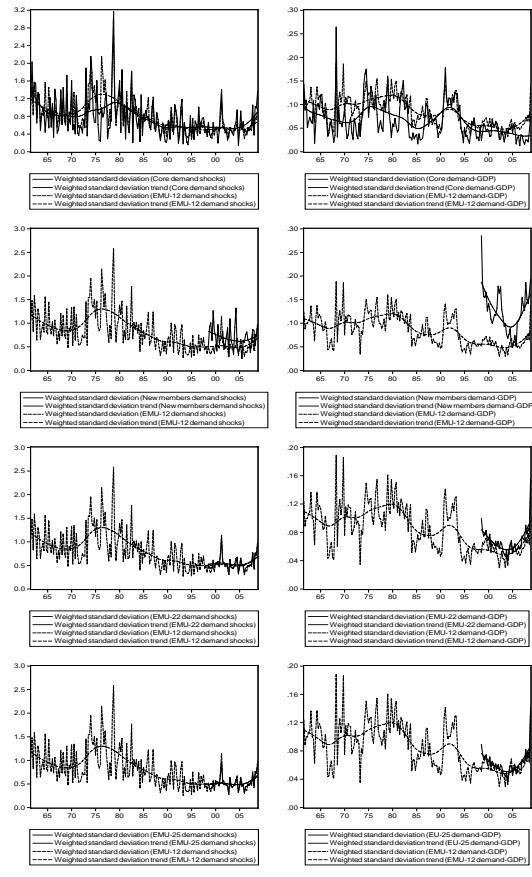 3.2
2.8
2.4
2.0
1.6
1.2
0.8
0.4
0.0
65 70 75 80 85 90 95 00 05
Weighted standard deviation (Core demand shocks)
Weighted standard deviation trend (Core demand shocks)
Weighted standard deviation (EMU-12 demand shocks)
Weighted standard deviation trend (EMU-12 demand shocks)
.30
.25
.20
.15
.10
.05
.00
65 70 75 80 85 90 95 00 05
Weighted standard deviation (Core demand-GDP)
Weighted standard deviation trend (Core demand-GDP)
Weighted standard deviation (EMU-12 demand-GDP)
Weighted standard deviation trend (EMU-12 demand-GDP)
3.0
2.5
2.0
1.5
1.0
0.5
0.0
65 70 75 80 85 90 95 00 05
Weighted standard deviation (New members demand shocks)
Weighted standard deviation trend (New members demand shocks)
Weighted standard deviation (EMU-12 demand shocks)
Weighted standard deviation trend (EMU-12 demand shocks)
.30
.25
.20
.15
.10
.05
.00
65 70 75 80 85 90 95 00 05
Weighted standard deviation (New members demand-GDP)
Weighted standard deviation trend (New members demand-GDP
Weighted standard deviation (EMU-12 demand-GDP)
Weighted standard deviation trend (EMU-12 demand-GDP)
3.0
2.5
2.0
1.5
1.0
0.5
0.0
65 70 75 80 85 90 95 00 05
Weighted standard deviation (EMU-22 demand shocks)
Weighted standard deviation trend (EMU-22 demand shocks)
Weighted standard deviation (EMU-12 demand shocks)
Weighted standard deviation trend (EMU-12 demand shocks)
.20
.16
.12
.08
.04
.00
65 70 75 80 85 90 95 00 05
Weighted standard deviation (EMU-22 demand-GDP)
Weighted standard deviation trend (EMU-22 demand-GDP)
Weighted standard deviation (EMU-12 demand-GDP)
Weighted standard deviation trend (EMU-12 demand-GDP)
3.0
2.5
2.0
1.5
1.0
0.5
0.0
65 70 75 80 85 90 95 00 05
Weighted standard deviation (EMU-25 demand shocks)
Weighted standard deviation trend (EMU-25 demand shocks)
Weighted standard deviation (EMU-12 demand shocks)
Weighted standard deviation trend (EMU-12 demand shocks)
.20
.16
.12
.08
.04
.00
65 70 75 80 85 90 95 00 05
Weighted standard deviation (EU-25 demand-GDP)
Weighted standard deviation trend (EU-25 demand-GDP)
Weighted standard deviation (EMU-12 demand-GDP)
Weighted standard deviation trend (EMU-12 demand-GDP)